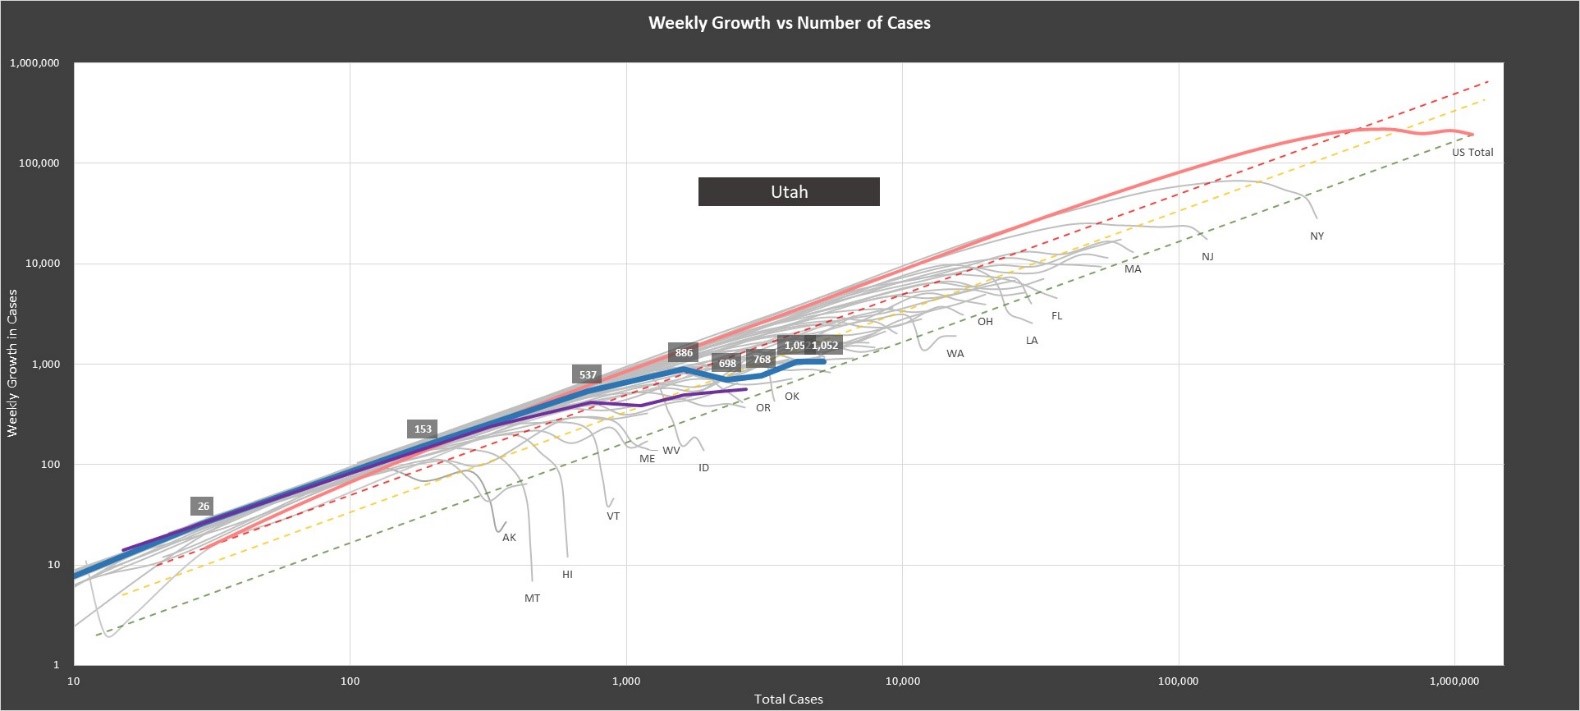 Weekly Growth vs Number of Cases
1,000,000
100,000
US Total
Utah
NY
NJ
10,000
MA
FL
OH
LA
WA
1,052
1,052
886
698
768
1,000
537
OK
OR
153
WV
ME
100
ID
26
VT
AK
10
HI
MT
1
10
100
1,000
10,000
100,000
1,000,000
Total Cases
Weekly Growth in Cases